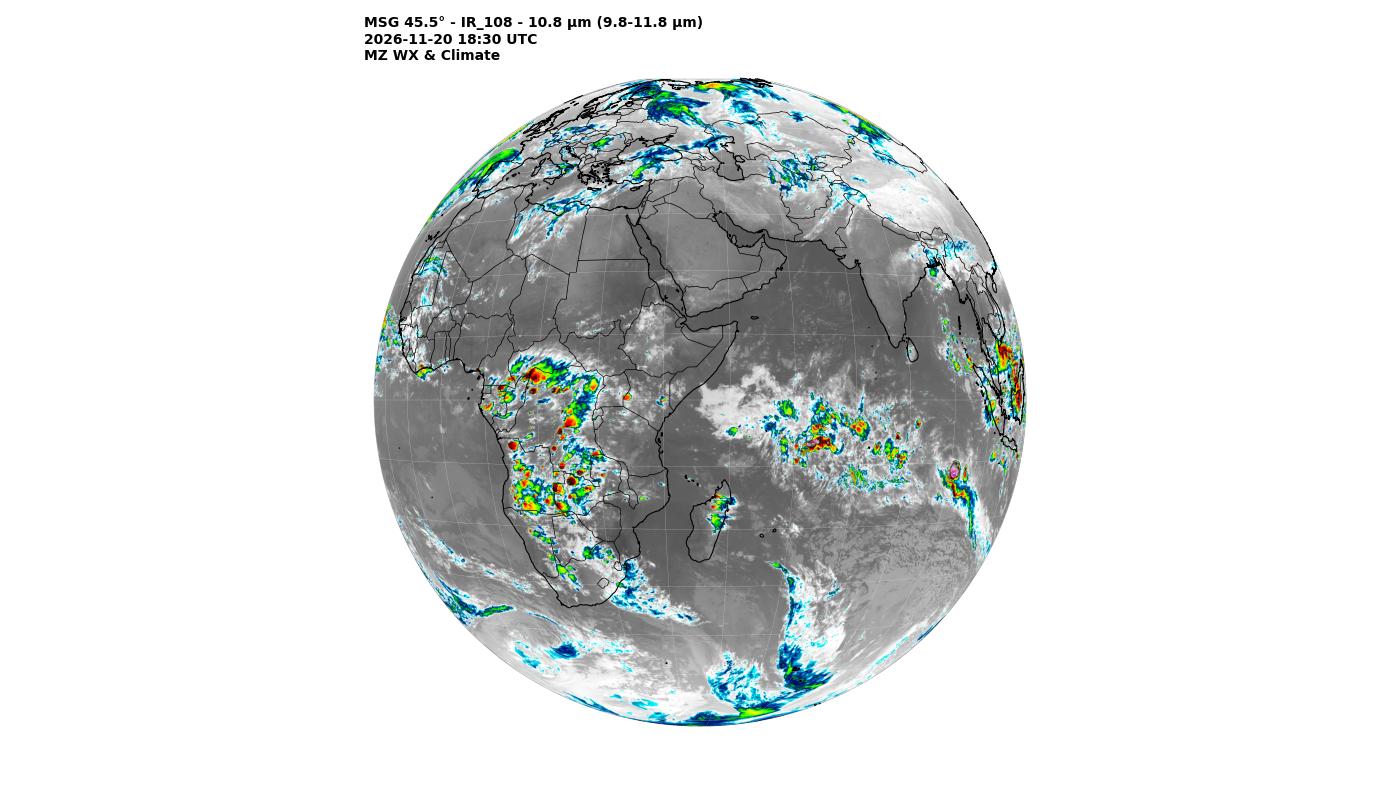 MSG 45.5° - IR_108 - 10.8 µm (9.8-11.8 µm)
2026-11-20 18:30 UTC
MZ WX & Climate